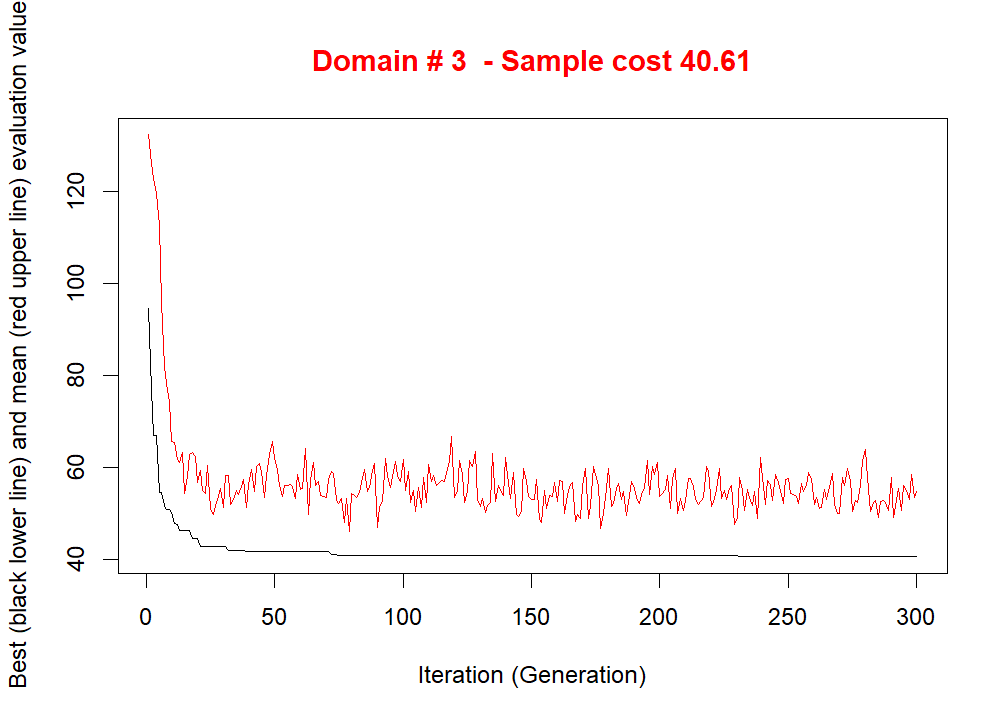 Domain # 3  - Sample cost 40.61
Best (black lower line) and mean (red upper line) evaluation value
120
100
80
60
40
0 50 100 150 200 250 300
Iteration (Generation)